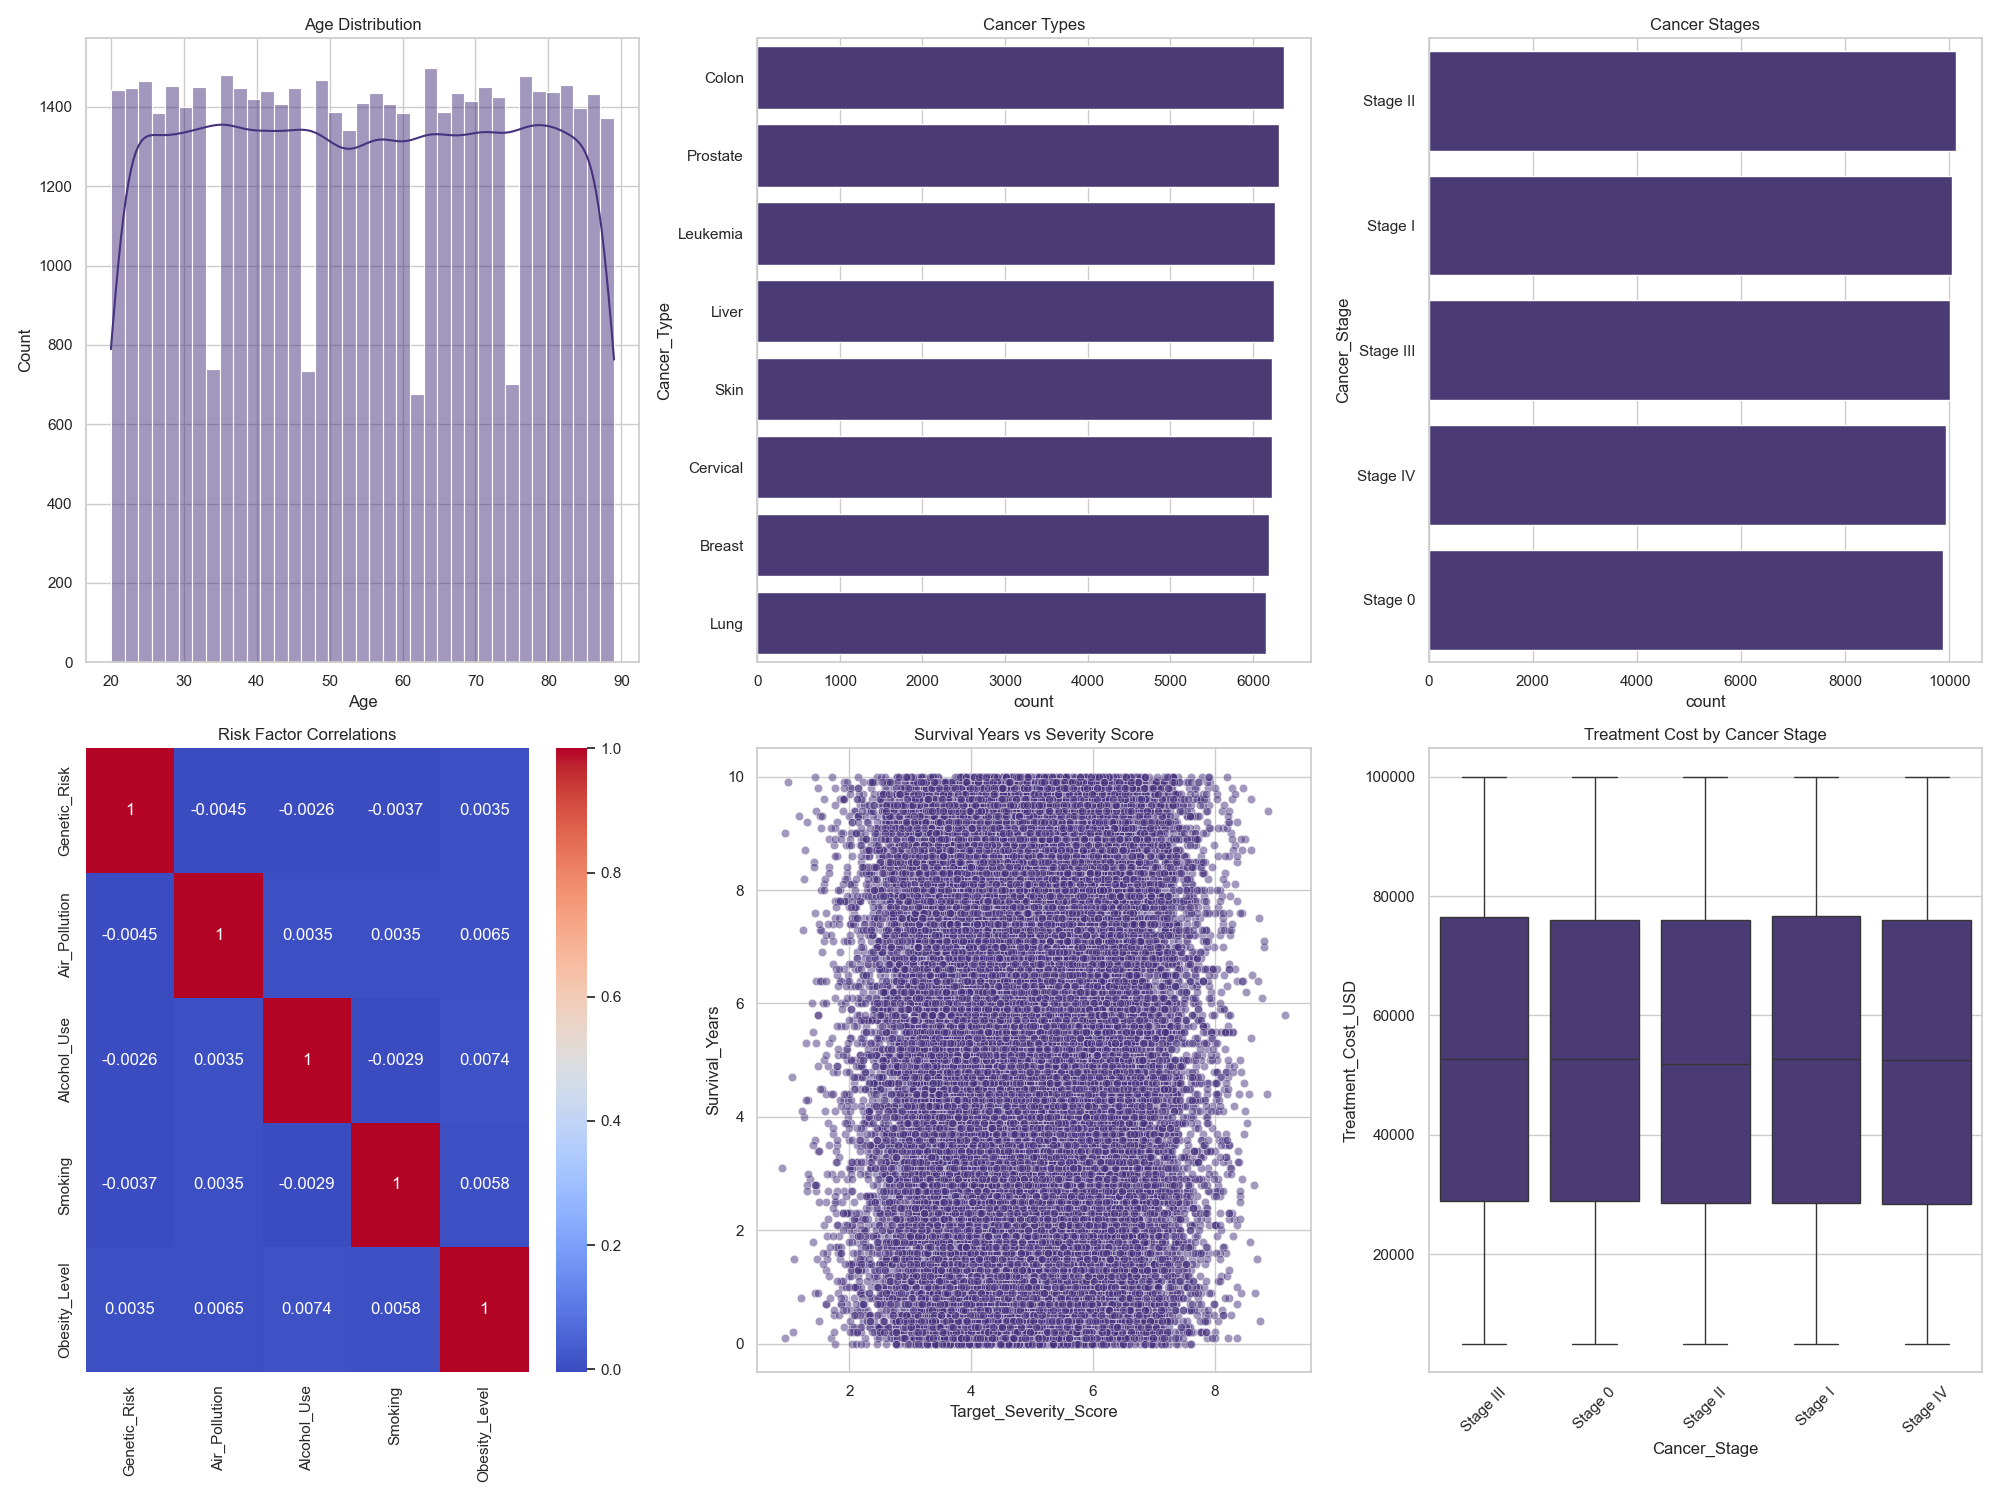 Age Distribution
Count
1400
1200
1000
800
600
400
200
0
20 30 40 50 60 70 80 90
Age
Cancer Types
Cancer_Type
Colon
Prostate
Leukemia
Liver
Skin
Cervical
Breast
Lung
0 1000 2000 3000 4000 5000 6000
count
Cancer Stages
Cancer_Stage
Stage II
Stage I
Stage III
Stage IV
Stage 0
0 2000 4000 6000 8000 10000
count
Risk Factor Correlations
Genetic_Risk
1 -0.0045 -0.0026 -0.0037 0.0035
Air_Pollution
-0.0045 1 0.0035 0.0035 0.0065
Alcohol_Use
-0.0026 0.0035 1 -0.0029 0.0074
Smoking
-0.0037 0.0035 -0.0029 1 0.0058
Obesity_Level
0.0035 0.0065 0.0074 0.0058 1
Genetic_Risk Air_Pollution Alcohol_Use Smoking Obesity_Level
1.0
0.8
0.6
0.4
0.2
0.0
Survival Years vs Severity Score
Survival_Years
10
8
6
4
2
0
2 4 6 8
Target_Severity_Score
Treatment Cost by Cancer Stage
Treatment_Cost_USD
100000
80000
60000
40000
20000
Stage III Stage 0 Stage II Stage I Stage IV
Cancer_Stage